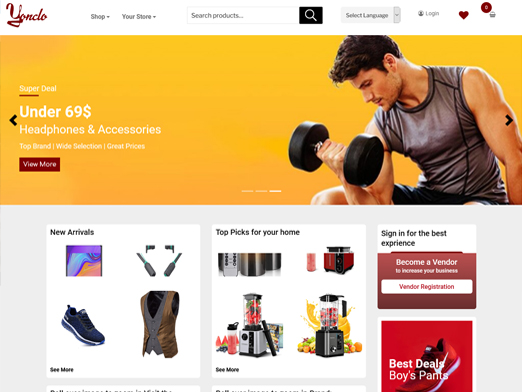 Yonclo
Shop
Your Store
Search products...
Select Language
Login
0
Super Deal
Under 69$
Headphones & Accessories
Top Brand | Wide Selection | Great Prices
View More
New Arrivals
See More
Top Picks for your home
See More
Sign in for the best
exprience
Become a Vendor
to increase your business
Vendor Registration
Best Deals
Boy's Pants